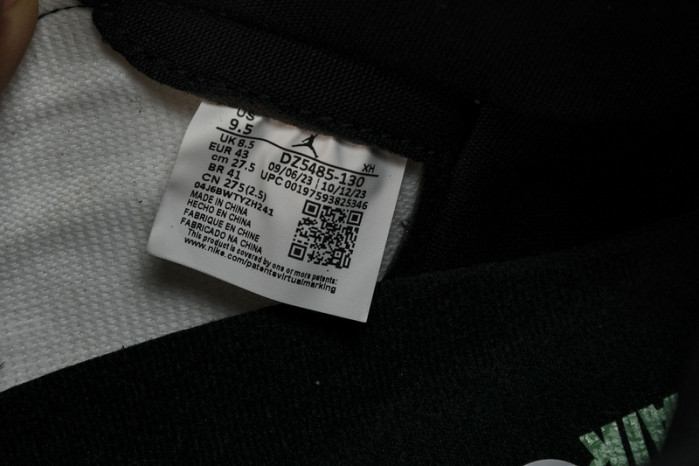 US
9.5
UK 8.5
EUR 43
cm 27.5
BR 41
CN 275(2.5)
XH
DZ5485-130
09/06/23 | 10/12/23
UPC 00197593825346
04J6BWTYZH241
MADE IN CHINA
HECHO EN CHINA
FABRIQUE EN CHINE
FABRICADO NA CHINA
This product is covered by one or more patents:
www.nike.com/patentsvirtualmarking